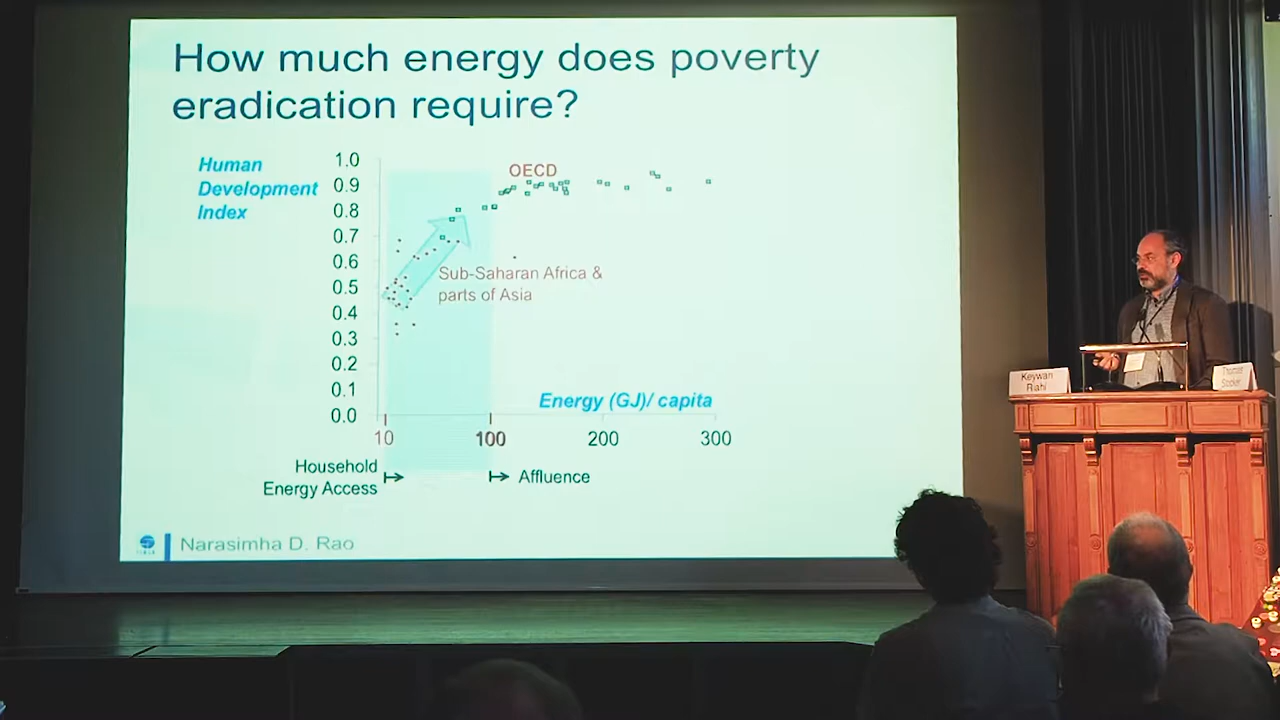 How much energy does poverty
eradication require?
Human
Development
Index
1.0
0.9
0.8
0.7
0.6
0.5
0.4
0.3
0.2
0.1
0.0
OECD
Sub-Saharan Africa &
parts of Asia
Energy (GJ)/ capita
10
100
200
300
Household
Energy Access
Affluence
Narasimha D. Rao
Keywan
Riahi
Thomas